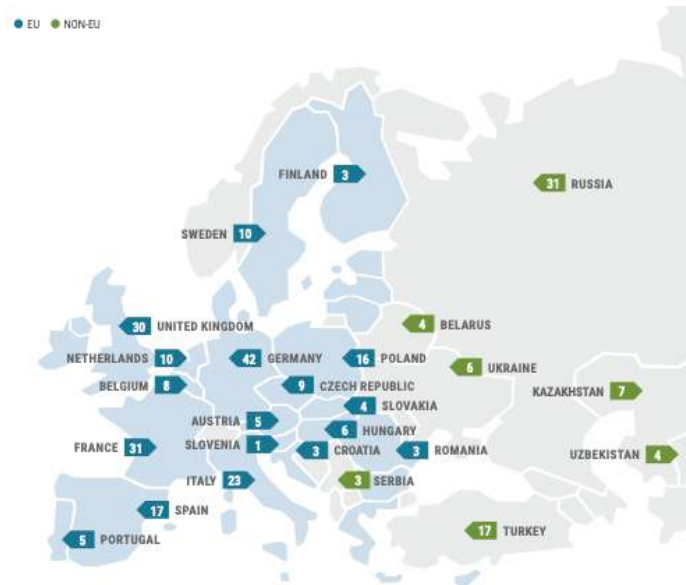 EU NON-EU
FINLAND 3
31 RUSSIA
SWEDEN 10
30 UNITED KINGDOM
4 BELARUS
NETHERLANDS 10
42 GERMANY
16 POLAND
6 UKRAINE
BELGIUM 8
9 CZECH REPUBLIC
KAZAKHSTAN 7
4 SLOVAKIA
AUSTRIA 5
6 HUNGARY
FRANCE 31
SLOVENIA 1
3 CROATIA
3 ROMANIA
UZBEKISTAN 4
ITALY 23
3 SERBIA
17 SPAIN
17 TURKEY
5 PORTUGAL